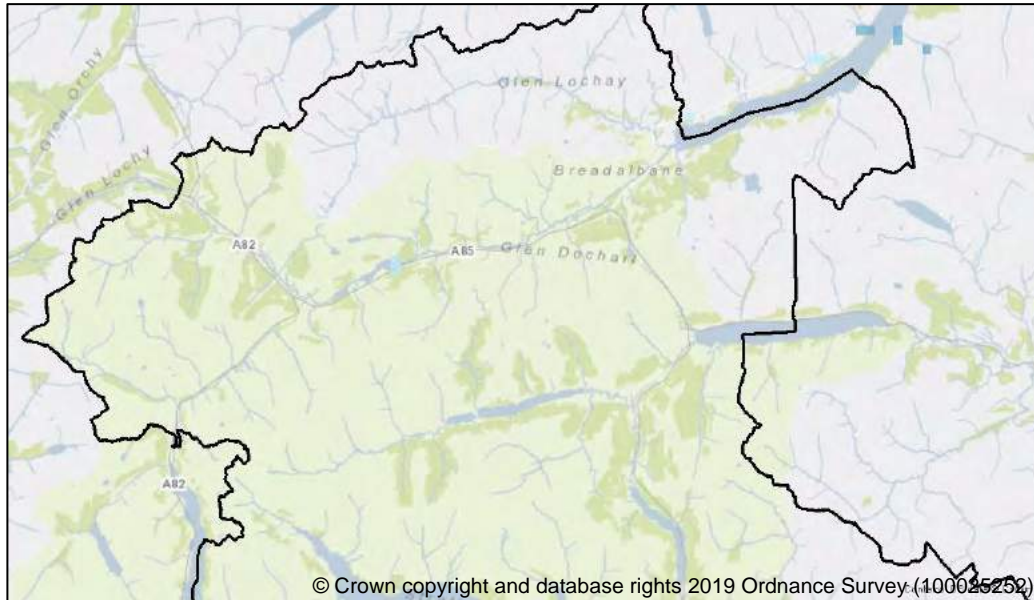 Glen Orchy
Glen Lochay
Glen Lochy
Breadalbane
A82
A85
Glen Dochart
A82
© Crown copyright and database rights 2019 Ordnance Survey (100025252)